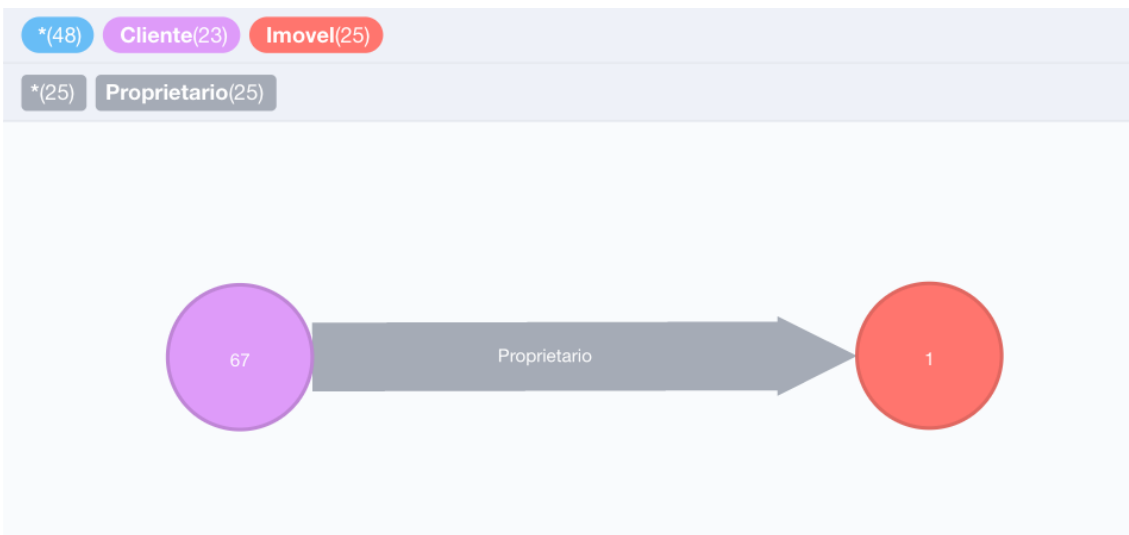 *(48) Cliente(23) Imovel(25)
*(25) Proprietario(25)
67 Proprietario 1